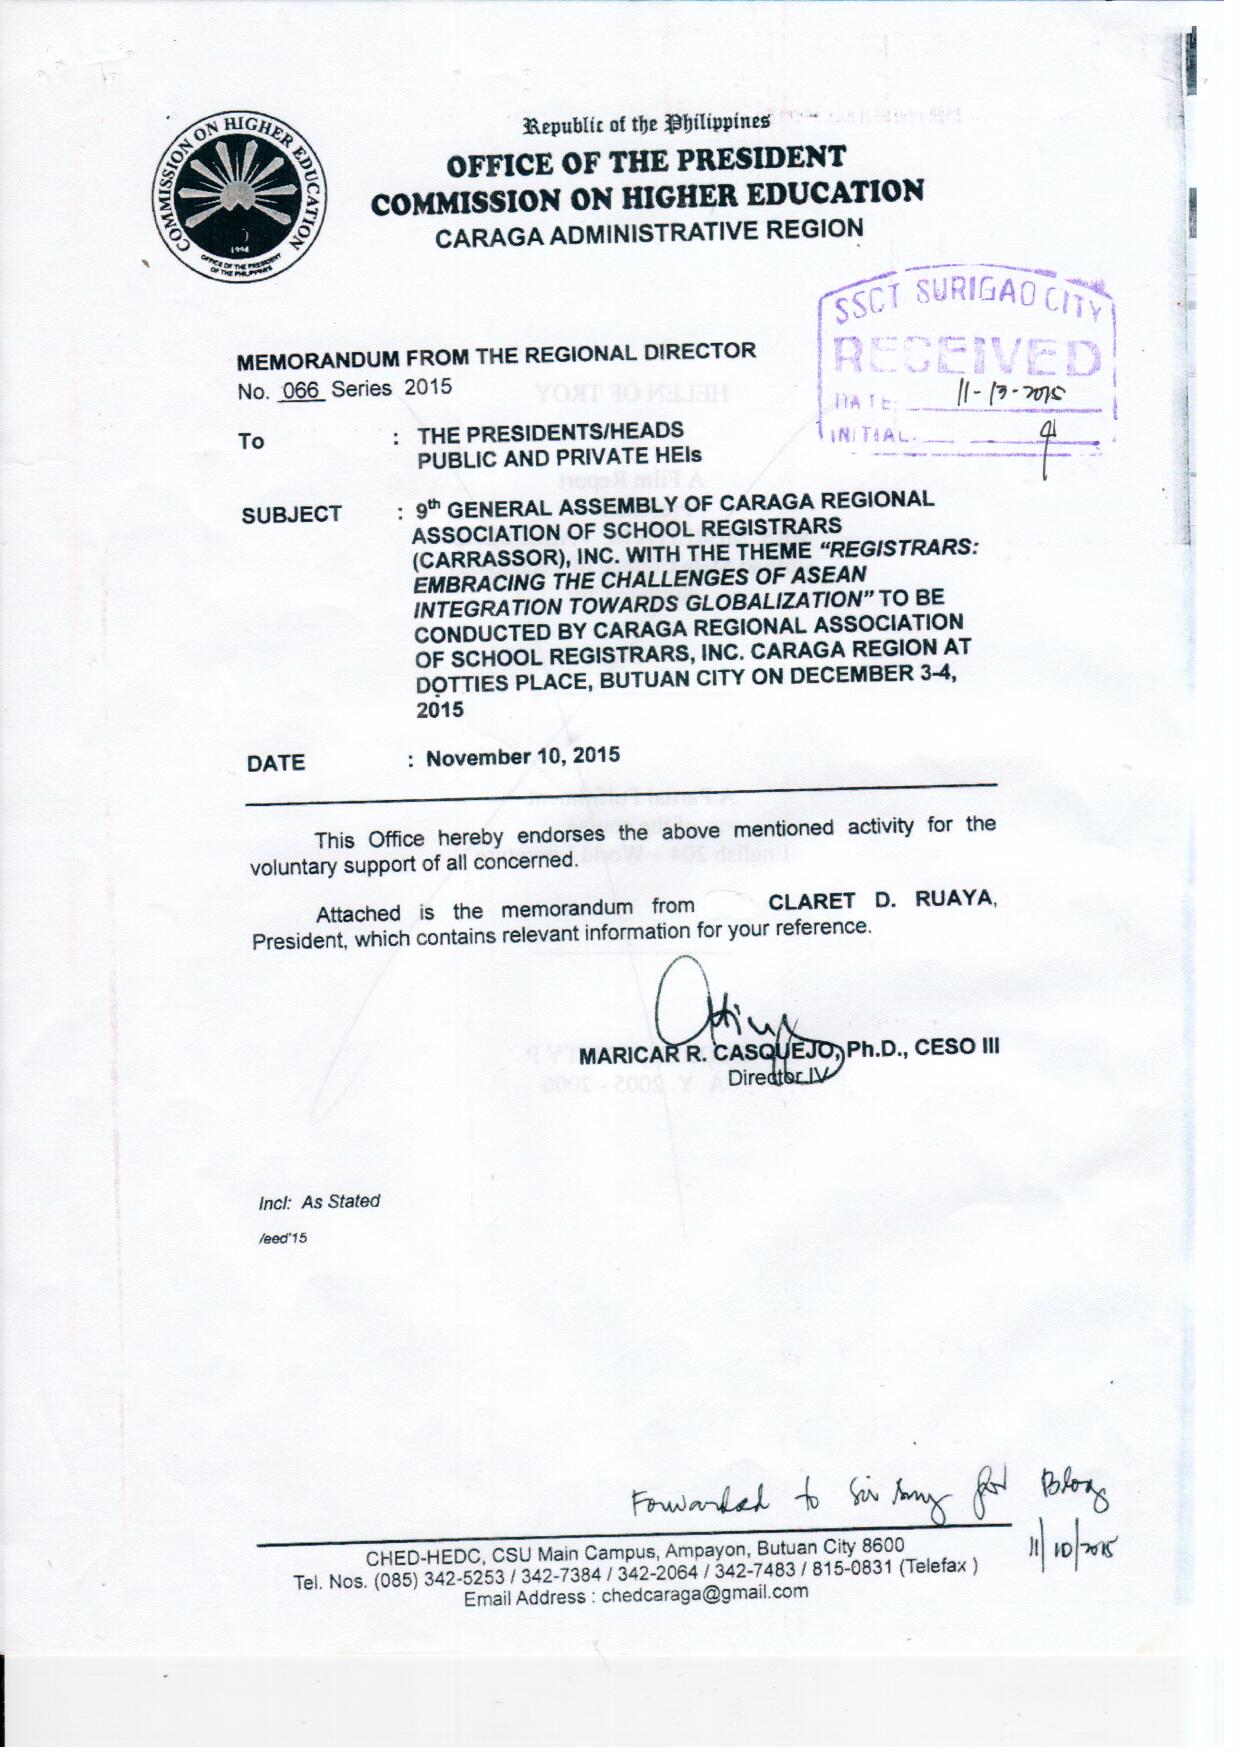 COMMISSION ON HIGHER EDUCATION
1994
OFFICE OF THE PRESIDENT
OF THE PHILIPPINES
Republic of the Philippines
OFFICE OF THE PRESIDENT
COMMISSION ON HIGHER EDUCATION
CARAGA ADMINISTRATIVE REGION
SSCT SURIGAO CITY
RECEIVED
DATE: 11-13-2015
INITIAL:
MEMORANDUM FROM THE REGIONAL DIRECTOR
No. 066 Series 2015
To : THE PRESIDENTS/HEADS
PUBLIC AND PRIVATE HEIs
SUBJECT : 9th GENERAL ASSEMBLY OF CARAGA REGIONAL
ASSOCIATION OF SCHOOL REGISTRARS
(CARRASSOR), INC. WITH THE THEME "REGISTRARS:
EMBRACING THE CHALLENGES OF ASEAN
INTEGRATION TOWARDS GLOBALIZATION" TO BE
CONDUCTED BY CARAGA REGIONAL ASSOCIATION
OF SCHOOL REGISTRARS, INC. CARAGA REGION AT
DOTTIES PLACE, BUTUAN CITY ON DECEMBER 3-4,
2015
DATE : November 10, 2015
This Office hereby endorses the above mentioned activity for the
voluntary support of all concerned.
Attached is the memorandum from CLARET D. RUAYA,
President, which contains relevant information for your reference.
MARICAR R. CASQUEJO, Ph.D., CESO III
Director IV
Incl: As Stated
/eed'15
Forwarded to Sir for Blog
11/10/2015
CHED-HEDC, CSU Main Campus, Ampayon, Butuan City 8600
Tel. Nos. (085) 342-5253 / 342-7384 / 342-2064 / 342-7483 / 815-0831 (Telefax )
Email Address : chedcaraga@gmail.com